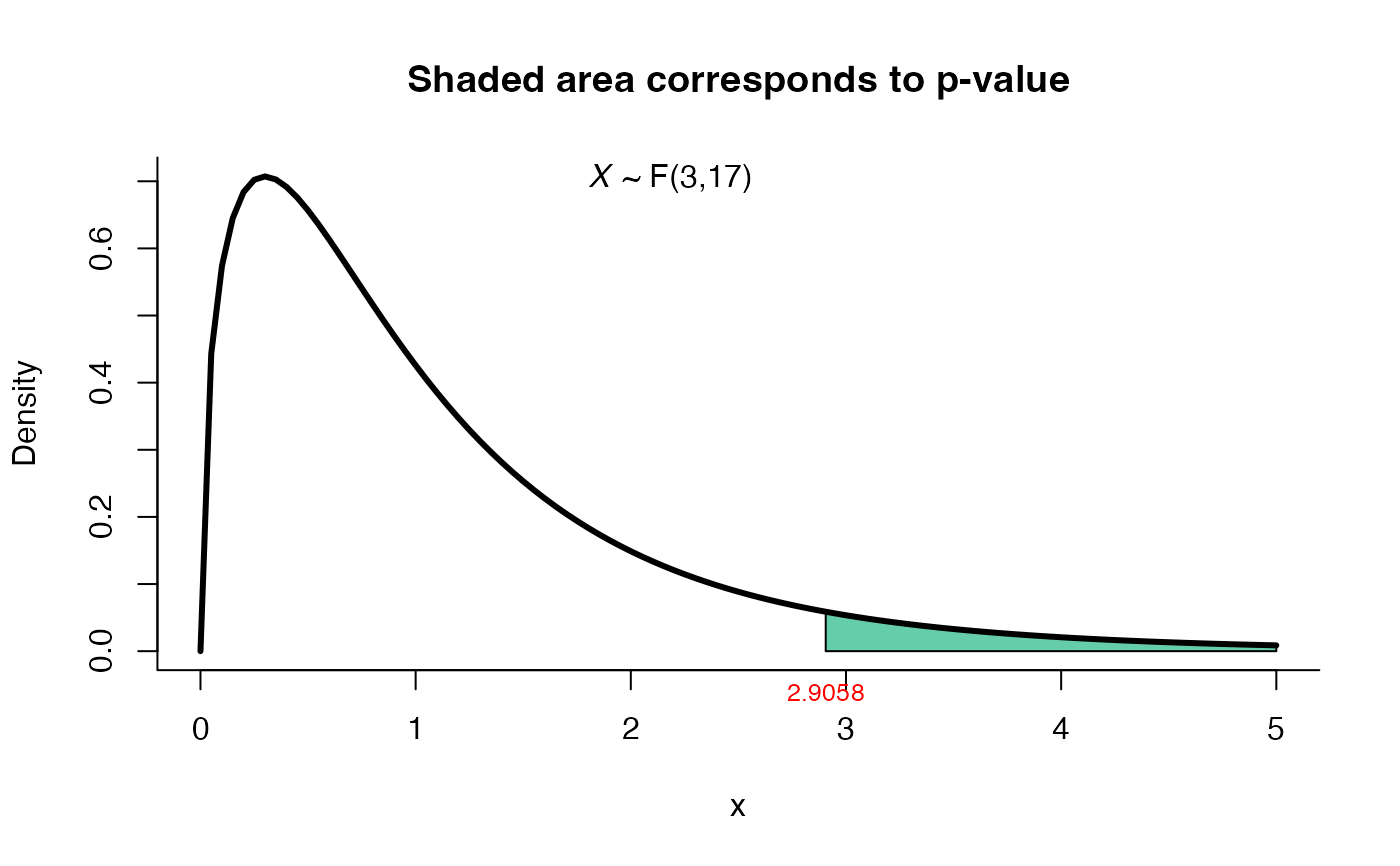 Shaded area corresponds to p-value
X ~ F(3,17)
Density
0.6
0.4
0.2
0.0
2.9058
0 1 2 3 4 5
x